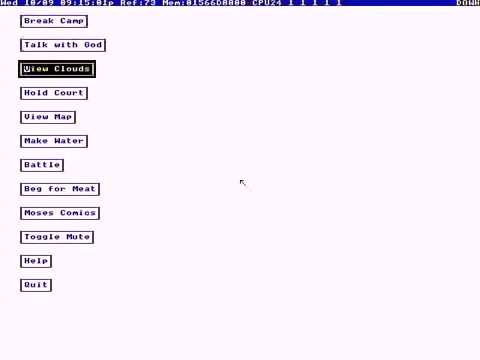 Wed 10/09 09:15:01p Ref:73 Mem:01566D8000 CPU24 1 1 1 1 1 DOWN
Break Camp
Talk with God
View Clouds
Hold Court
View Map
Make Water
Battle
Beg for Meat
Moses Comics
Toggle Mute
Help
Quit